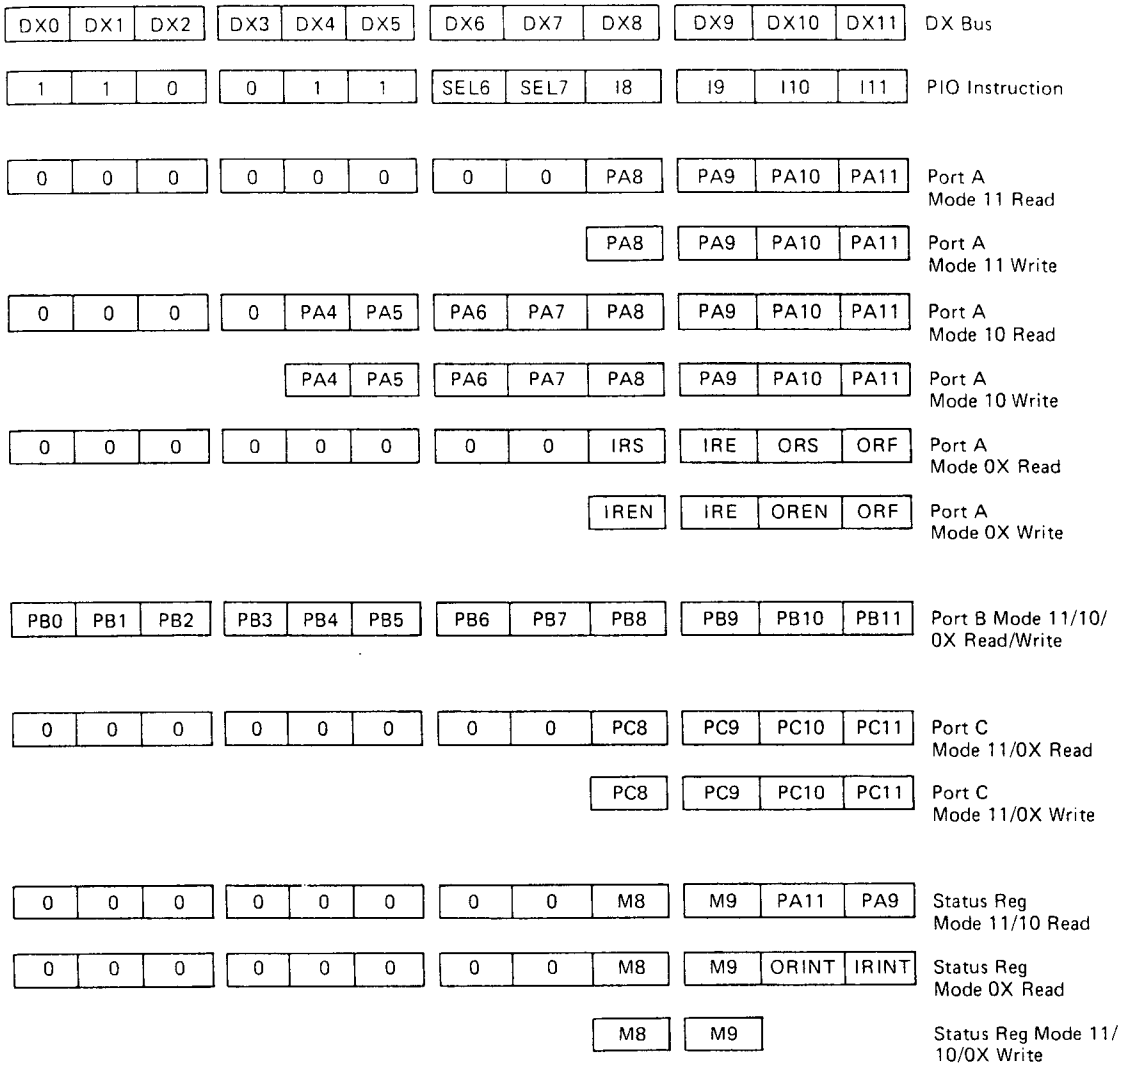 DX0 DX1 DX2 DX3 DX4 DX5 DX6 DX7 DX8 DX9 DX10 DX11 DX Bus
1 1 0 0 1 1 SEL6 SEL7 I8 I9 I10 I11 PIO Instruction
0 0 0 0 0 0 0 0 PA8 PA9 PA10 PA11 Port A
Mode 11 Read
PA8 PA9 PA10 PA11 Port A
Mode 11 Write
0 0 0 0 PA4 PA5 PA6 PA7 PA8 PA9 PA10 PA11 Port A
Mode 10 Read
PA4 PA5 PA6 PA7 PA8 PA9 PA10 PA11 Port A
Mode 10 Write
0 0 0 0 0 0 0 0 IRS IRE ORS ORF Port A
Mode 0X Read
IREN IRE OREN ORF Port A
Mode 0X Write
PB0 PB1 PB2 PB3 PB4 PB5 PB6 PB7 PB8 PB9 PB10 PB11 Port B Mode 11/10/
0X Read/Write
0 0 0 0 0 0 0 0 PC8 PC9 PC10 PC11 Port C
Mode 11/0X Read
PC8 PC9 PC10 PC11 Port C
Mode 11/0X Write
0 0 0 0 0 0 0 0 M8 M9 PA11 PA9 Status Reg
Mode 11/10 Read
0 0 0 0 0 0 0 0 M8 M9 ORINT IRINT Status Reg
Mode 0X Read
M8 M9 Status Reg Mode 11/
10/0X Write